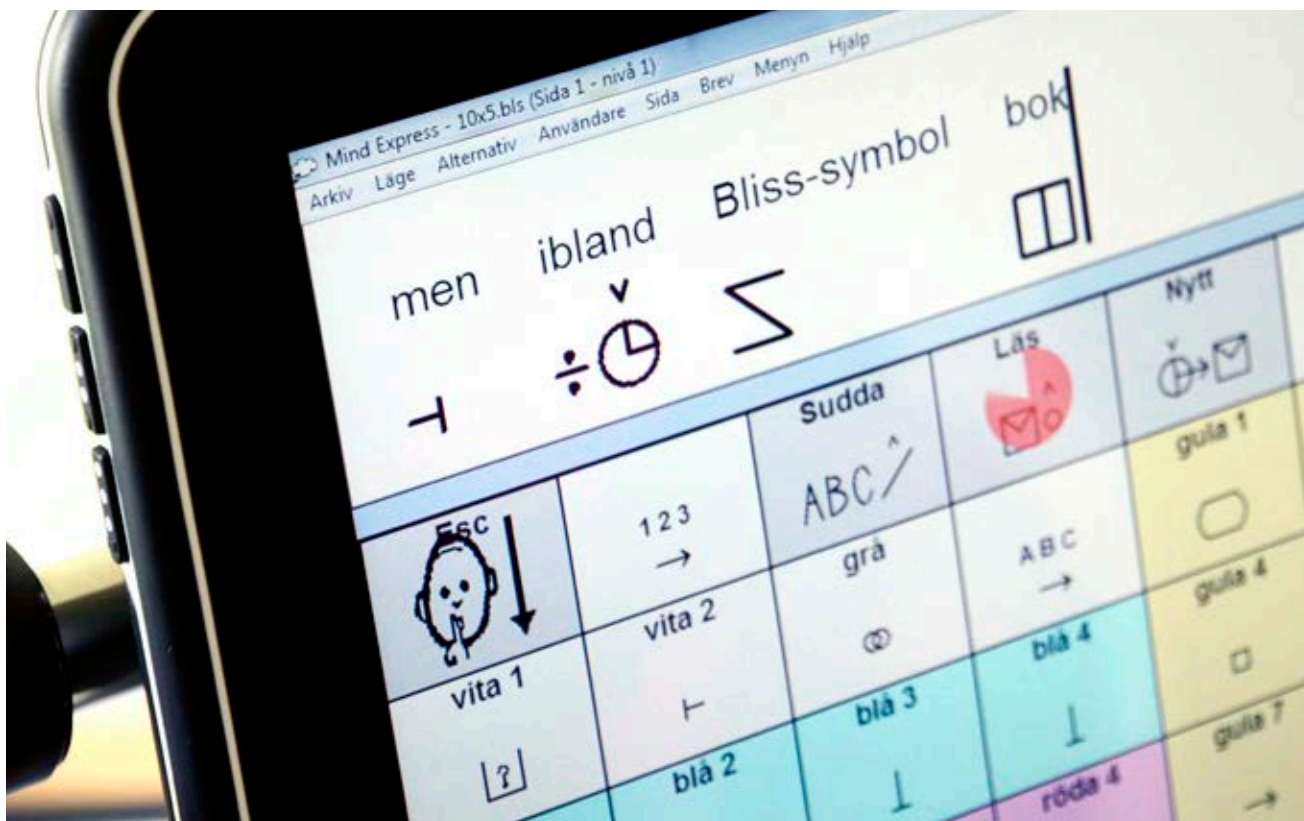 Mind Express - 10x5.bls (Sida 1 - nivå 1)
Arkiv Läge Alternativ Användare Sida Brev Menyn Hjälp
men ibland Bliss-symbol bok
Esc
1 2 3
Sudda
ABC
Läs
Nytt
vita 1
?
vita 2
grå
A B C
gula 1
blå 2
blå 3
blå 4
gula 4
röda 4
gula 7